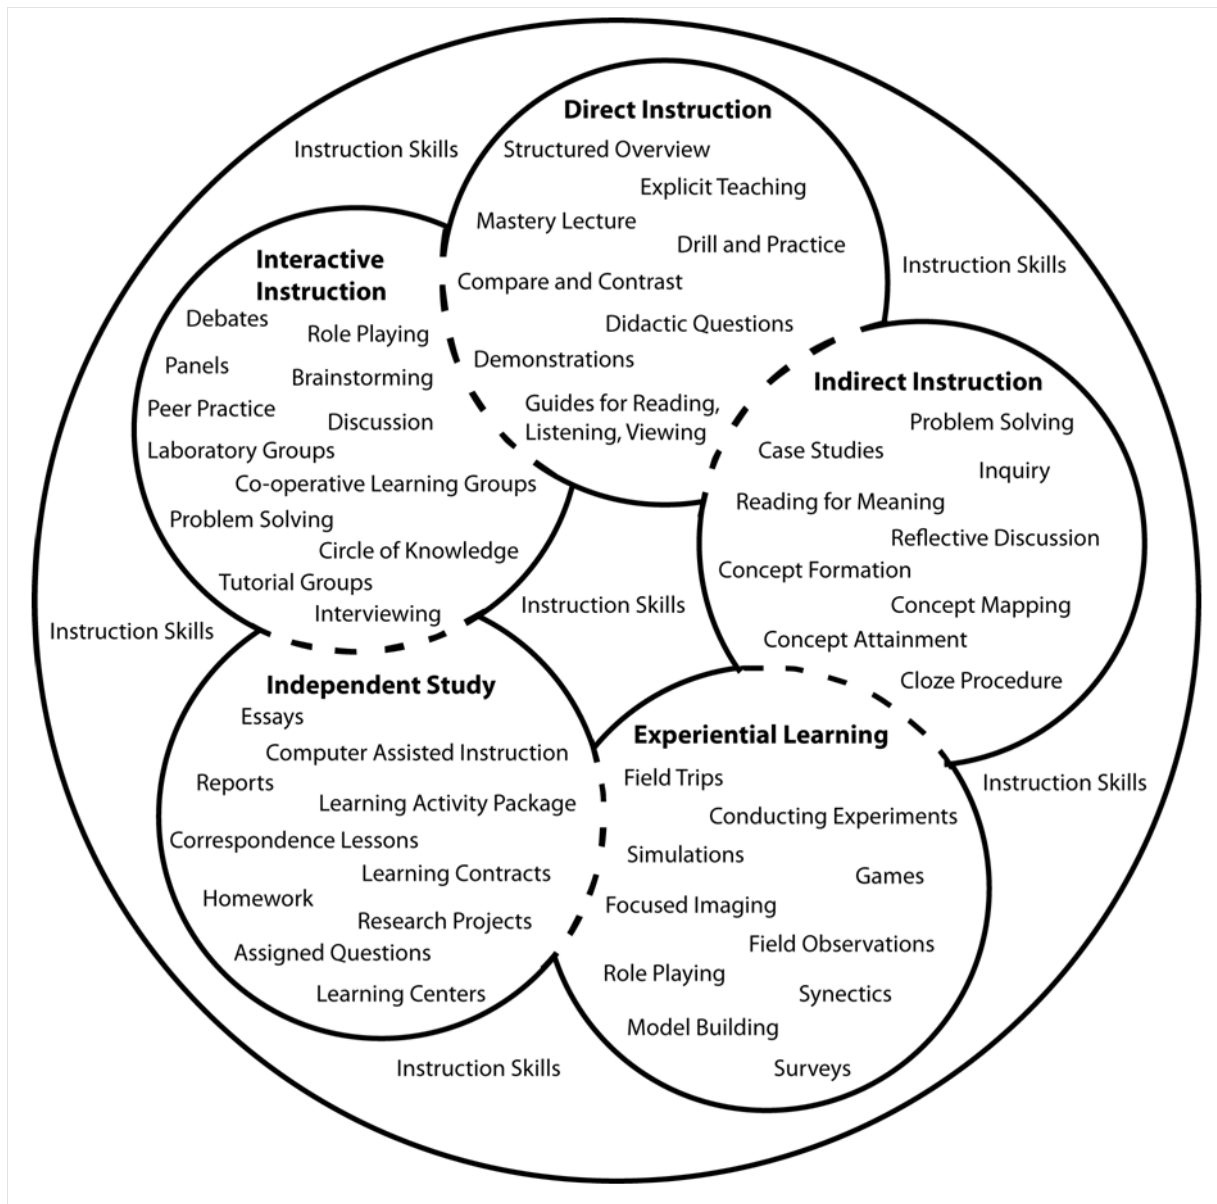 Direct Instruction
Structured Overview
Explicit Teaching
Mastery Lecture
Drill and Practice
Compare and Contrast
Didactic Questions
Demonstrations
Guides for Reading,
Listening, Viewing
Instruction Skills
Instruction Skills
Interactive
Instruction
Debates
Role Playing
Panels
Brainstorming
Peer Practice
Discussion
Laboratory Groups
Co-operative Learning Groups
Problem Solving
Circle of Knowledge
Tutorial Groups
Interviewing
Indirect Instruction
Problem Solving
Case Studies
Inquiry
Reading for Meaning
Reflective Discussion
Concept Formation
Concept Mapping
Concept Attainment
Cloze Procedure
Instruction Skills
Instruction Skills
Independent Study
Essays
Computer Assisted Instruction
Reports
Learning Activity Package
Correspondence Lessons
Learning Contracts
Homework
Research Projects
Assigned Questions
Learning Centers
Experiential Learning
Field Trips
Conducting Experiments
Simulations
Games
Focused Imaging
Field Observations
Role Playing
Synectics
Model Building
Surveys
Instruction Skills
Instruction Skills